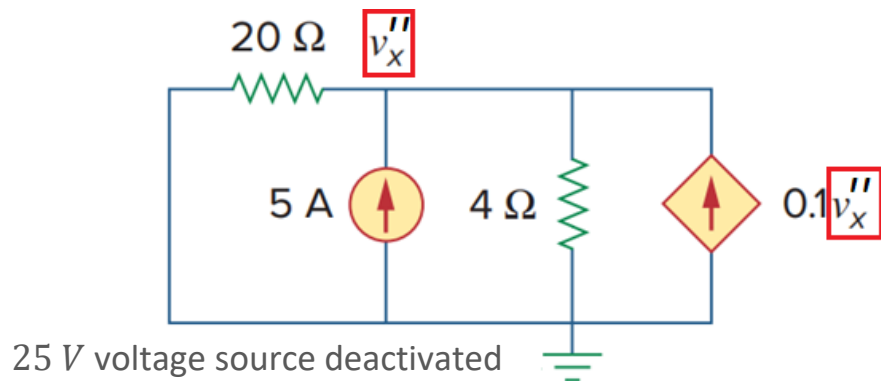 20 Ω
v''ₓ
5 A
4 Ω
0.1v''ₓ
25 V voltage source deactivated